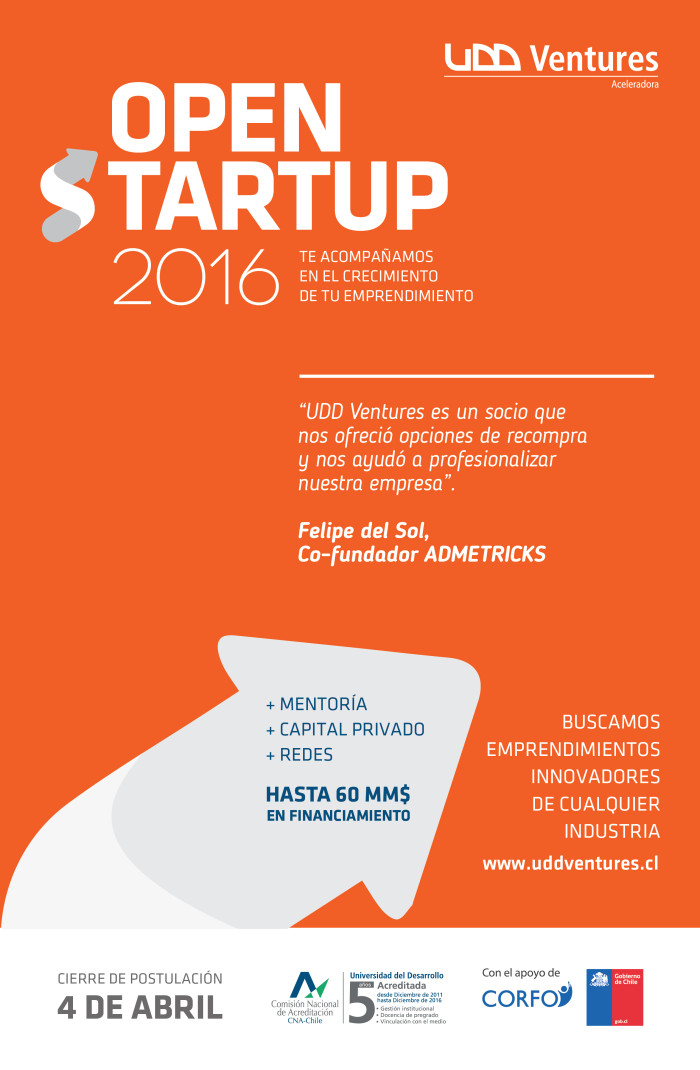 UDD Ventures
Aceleradora
OPEN
STARTUP
2016
TE ACOMPAÑAMOS
EN EL CRECIMIENTO
DE TU EMPRENDIMIENTO
“UDD Ventures es un socio que
nos ofreció opciones de recompra
y nos ayudó a profesionalizar
nuestra empresa”.
Felipe del Sol,
Co-fundador ADMETRICKS
+ MENTORÍA
+ CAPITAL PRIVADO
+ REDES
HASTA 60 MM$
EN FINANCIAMIENTO
BUSCAMOS
EMPRENDIMIENTOS
INNOVADORES
DE CUALQUIER
INDUSTRIA
www.uddventures.cl
CIERRE DE POSTULACIÓN
4 DE ABRIL
Comisión Nacional
de Acreditación
CNA-Chile
Universidad del Desarrollo
5 años
Acreditada
desde Diciembre de 2011
hasta Diciembre de 2016
• Gestión institucional
• Docencia de pregrado
• Vinculación con el medio
Con el apoyo de
CORFO
Gobierno
de Chile
gob.cl